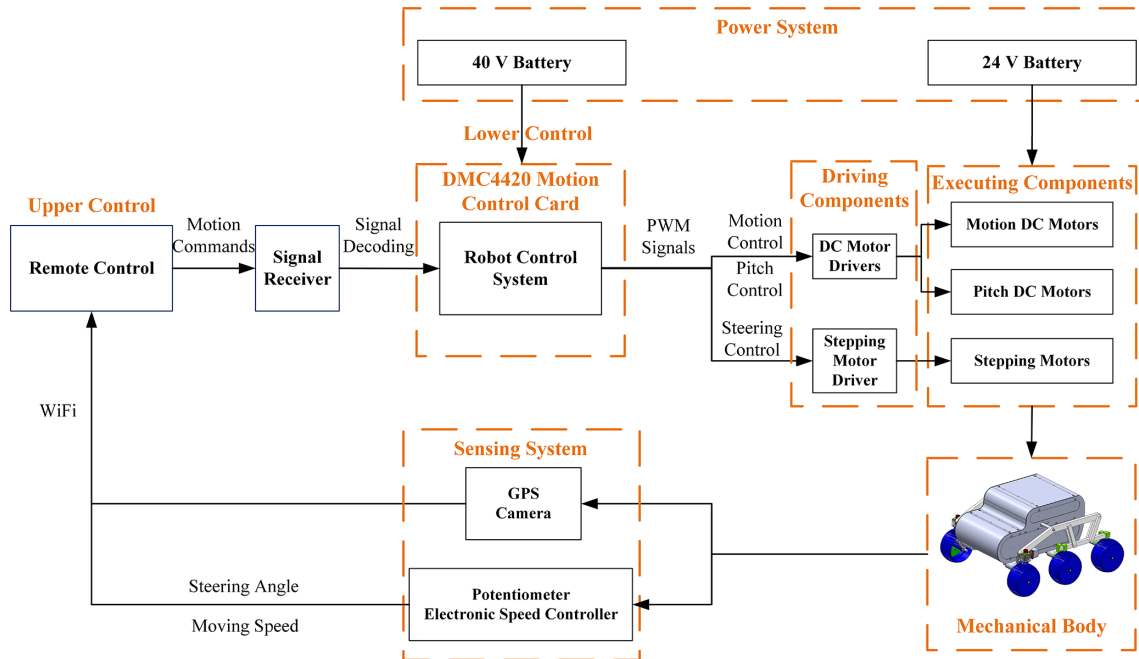 Power System
40 V Battery
24 V Battery
Lower Control
DMC4420 Motion
Control Card
Driving
Components
Executing Components
Upper Control
Motion
Commands
Signal
Decoding
PWM
Signals
Motion
Control
Pitch
Control
Steering
Control
Remote Control
Signal
Receiver
Robot Control
System
DC Motor
Drivers
Stepping
Motor
Driver
Motion DC Motors
Pitch DC Motors
Stepping Motors
WiFi
Sensing System
GPS
Camera
Steering Angle
Moving Speed
Potentiometer
Electronic Speed Controller
Mechanical Body